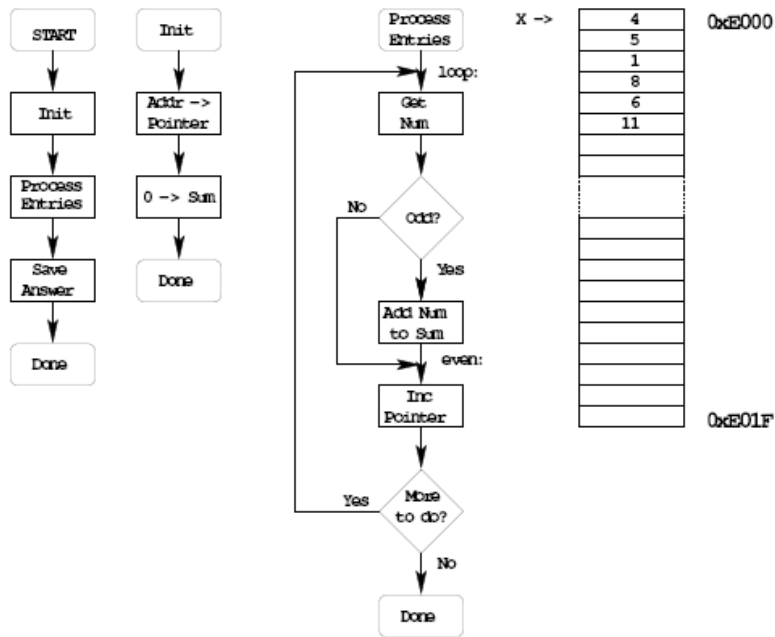 START
Init
Process
Entries
Save
Answer
Done
Init
Addr ->
Pointer
0 -> Sum
Done
Process
Entries
loop:
Get
Num
Odd?
No
Yes
Add Num
to Sum
even:
Inc
Pointer
More
to do?
Yes
No
Done
X ->
4
0xE000
5
1
8
6
11
0xE01F